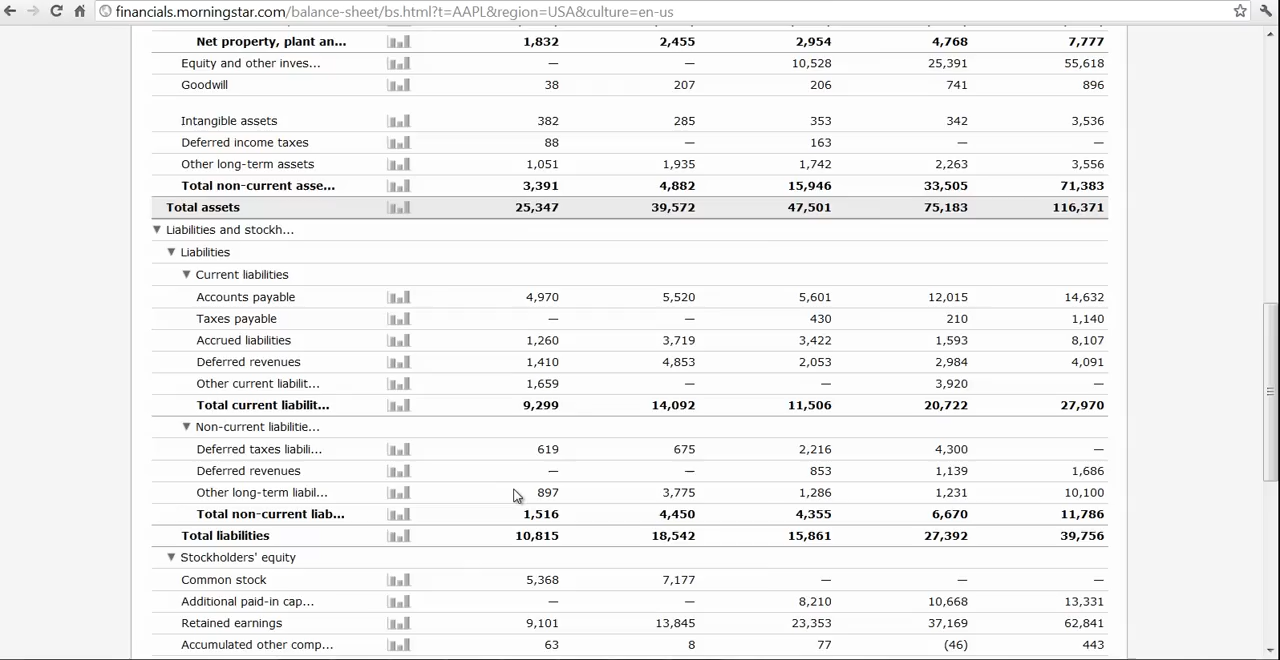 financials.morningstar.com/balance-sheet/bs.html?t=AAPL&region=USA&culture=en-us
Net property, plant an... 1,832 2,455 2,954 4,768 7,777
Equity and other inves... — — 10,528 25,391 55,618
Goodwill 38 207 206 741 896
Intangible assets 382 285 353 342 3,536
Deferred income taxes 88 — 163 — —
Other long-term assets 1,051 1,935 1,742 2,263 3,556
Total non-current asse... 3,391 4,882 15,946 33,505 71,383
Total assets 25,347 39,572 47,501 75,183 116,371
Liabilities and stockh...
Liabilities
Current liabilities
Accounts payable 4,970 5,520 5,601 12,015 14,632
Taxes payable — — 430 210 1,140
Accrued liabilities 1,260 3,719 3,422 1,593 8,107
Deferred revenues 1,410 4,853 2,053 2,984 4,091
Other current liabilit... 1,659 — — 3,920 —
Total current liabilit... 9,299 14,092 11,506 20,722 27,970
Non-current liabilitie...
Deferred taxes liabili... 619 675 2,216 4,300 —
Deferred revenues — — 853 1,139 1,686
Other long-term liabil... 897 3,775 1,286 1,231 10,100
Total non-current liab... 1,516 4,450 4,355 6,670 11,786
Total liabilities 10,815 18,542 15,861 27,392 39,756
Stockholders' equity
Common stock 5,368 7,177 — — —
Additional paid-in cap... — — 8,210 10,668 13,331
Retained earnings 9,101 13,845 23,353 37,169 62,841
Accumulated other comp... 63 8 77 (46) 443